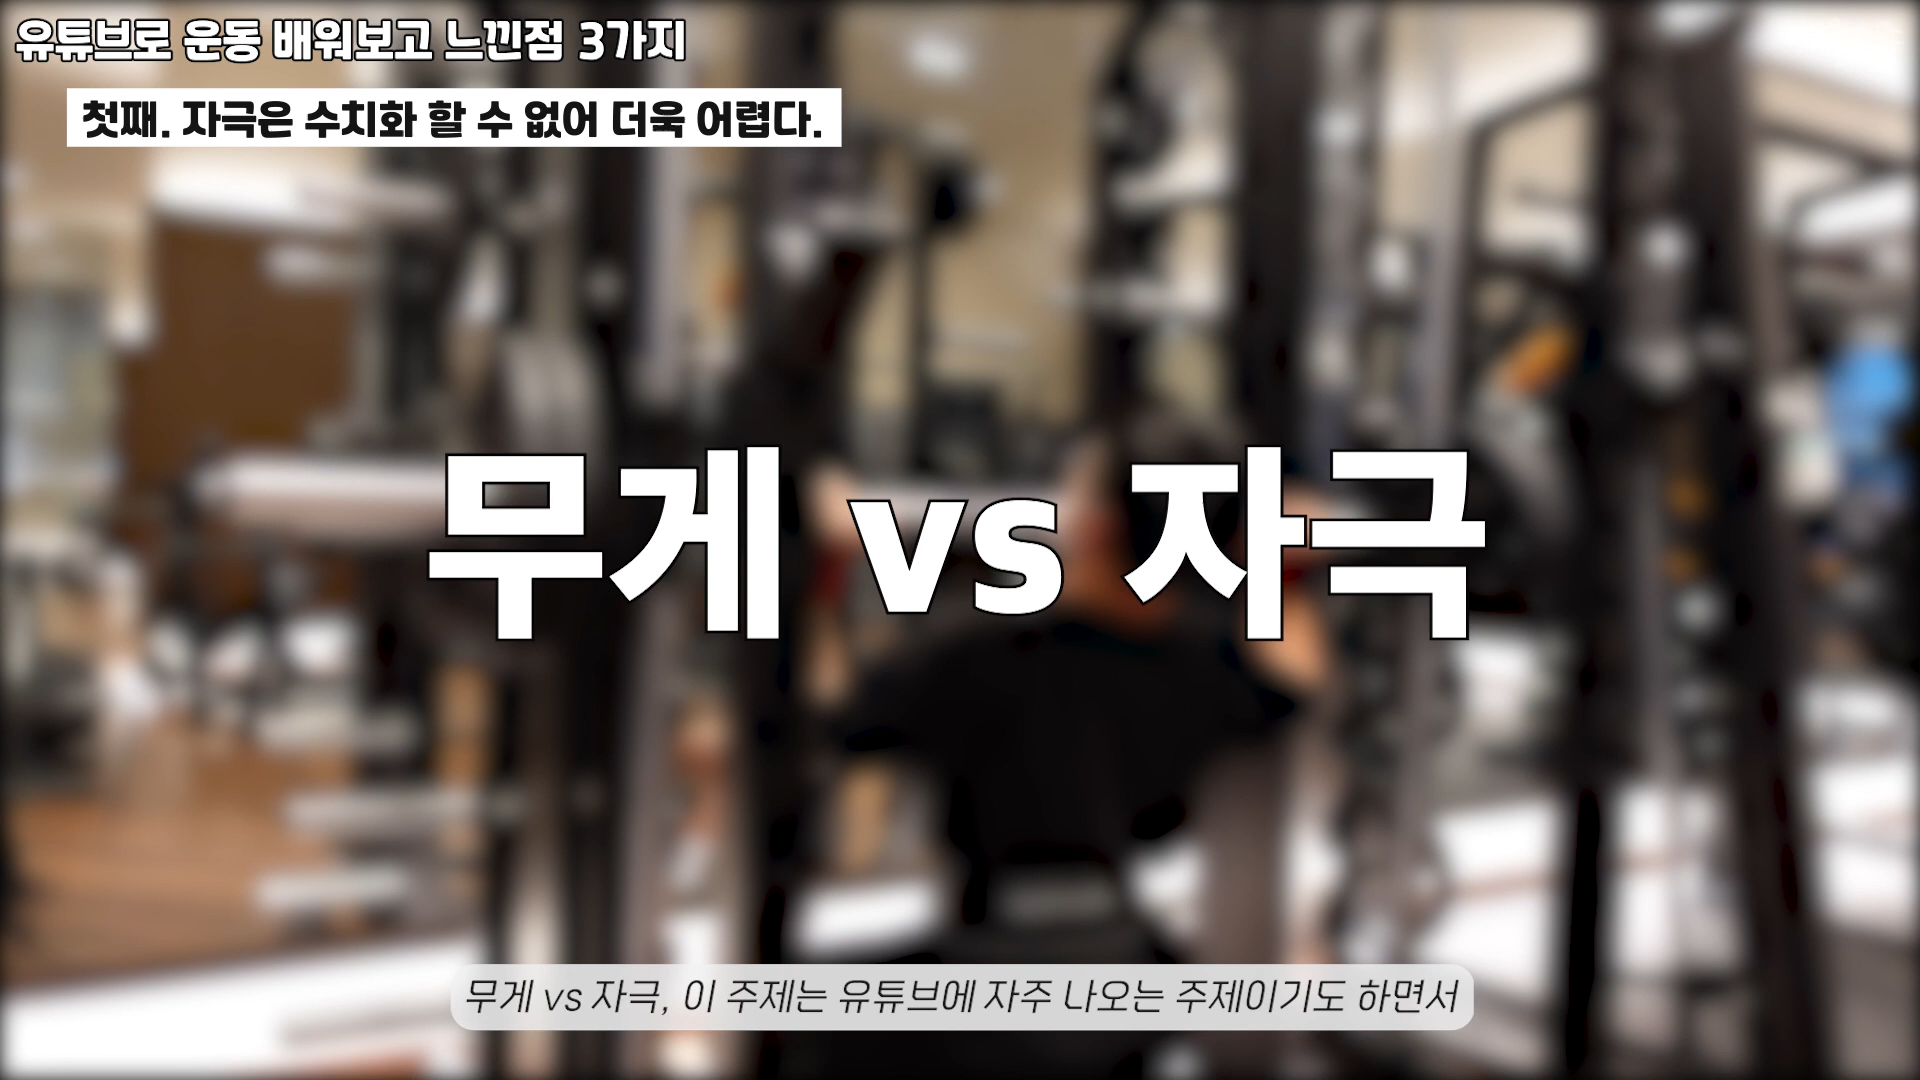 유튜브로 운동 배워보고 느낀점 3가지
첫째. 자극은 수치화 할 수 없어 더욱 어렵다.
무게 vs 자극
무게 vs 자극, 이 주제는 유튜브에 자주 나오는 주제이기도 하면서